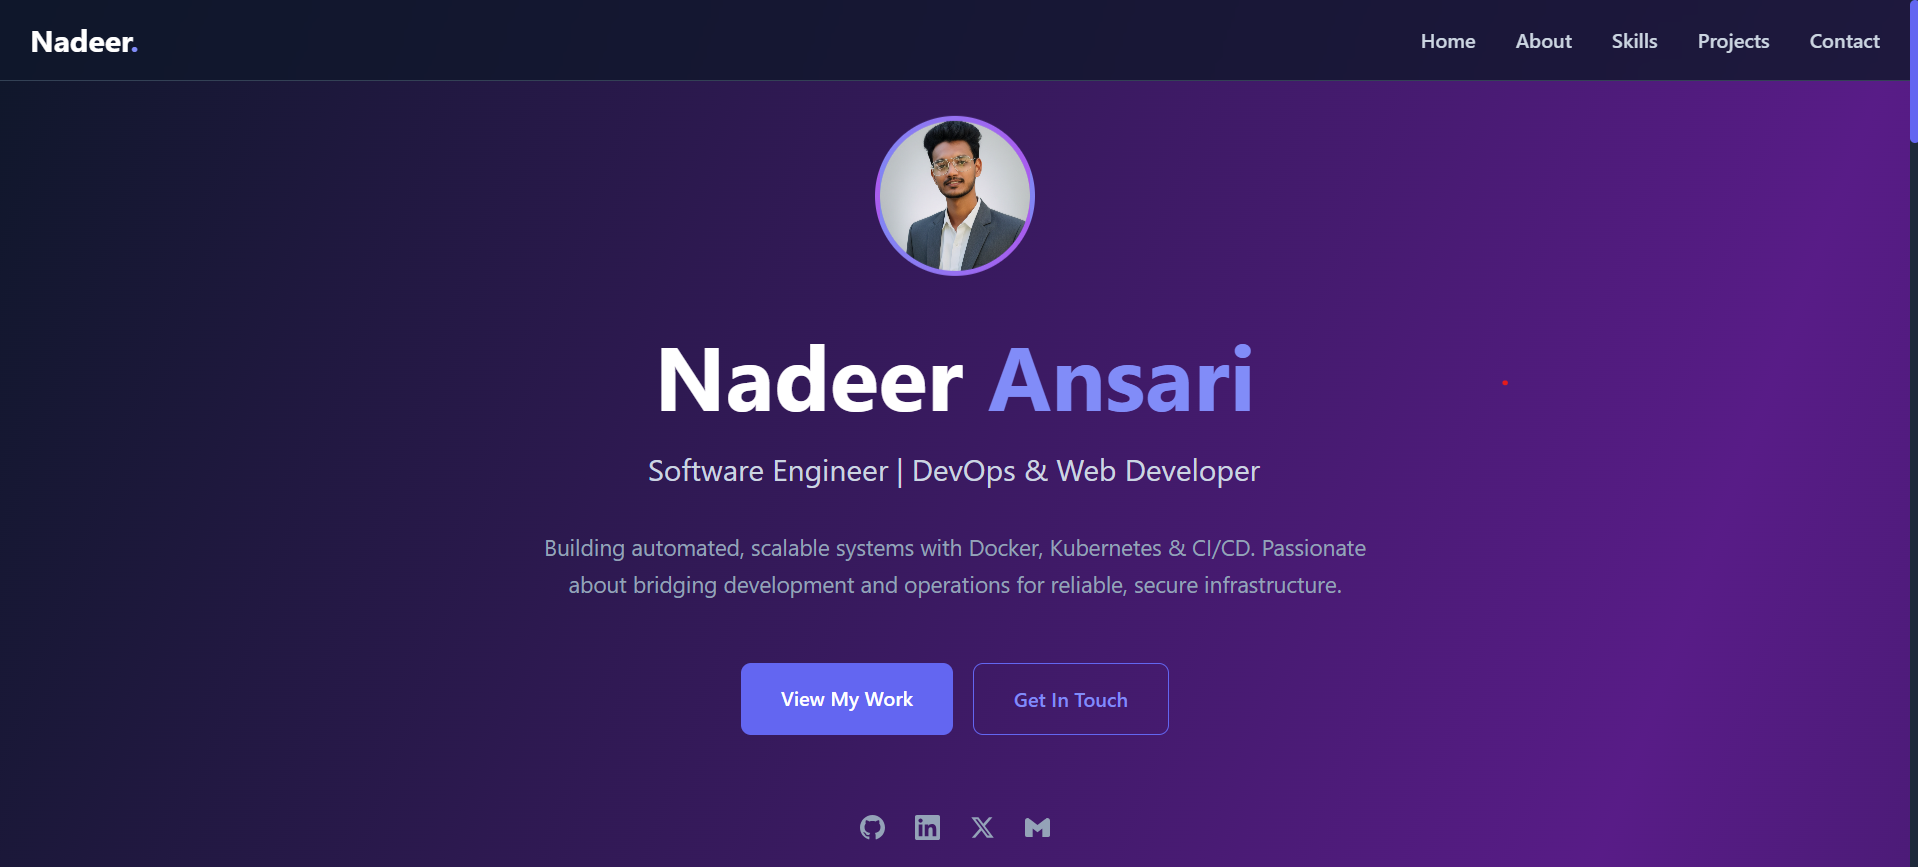 Nadeer.
Home About Skills Projects Contact
Nadeer Ansari
Software Engineer | DevOps & Web Developer
Building automated, scalable systems with Docker, Kubernetes & CI/CD. Passionate
about bridging development and operations for reliable, secure infrastructure.
View My Work
Get In Touch